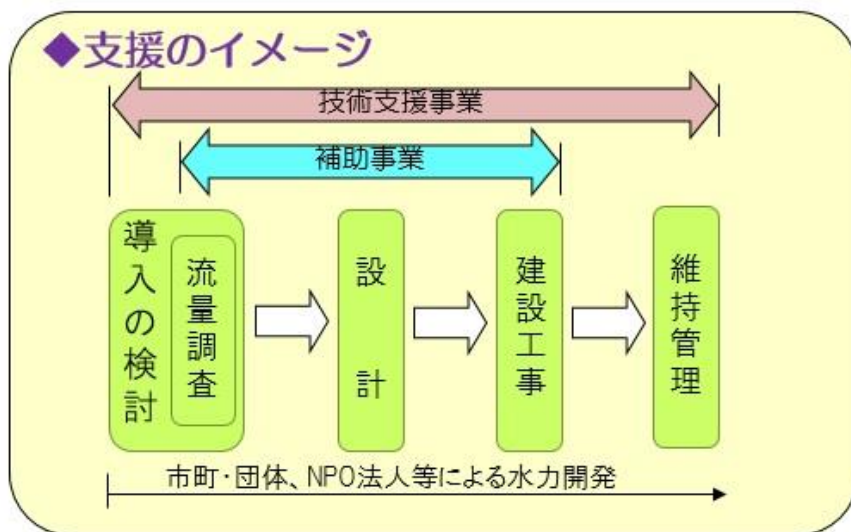 ◆支援のイメージ
技術支援事業
補助事業
導入の検討
流量調査
設計
建設工事
維持管理
市町・団体、NPO法人等による水力開発